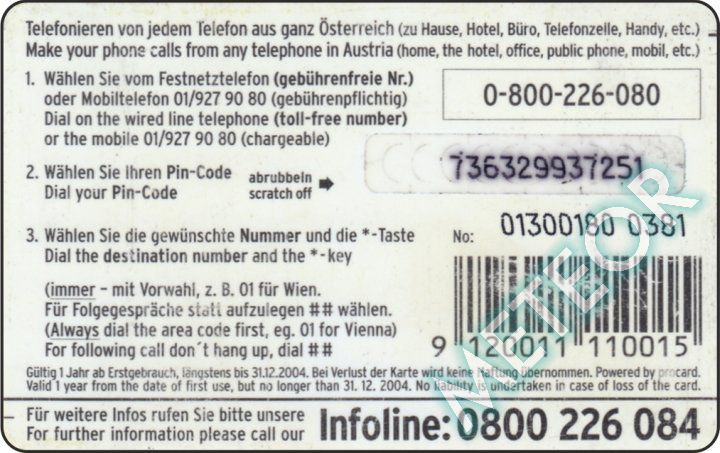 Telefonieren von jedem Telefon aus ganz Österreich (zu Hause, Hotel, Büro, Telefonzelle, Handy, etc.)
Make your phone calls from any telephone in Austria (home, the hotel, office, public phone, mobil, etc.)
1. Wählen Sie vom Festnetztelefon (gebührenfreie Nr.)
oder Mobiltelefon 01/927 90 80 (gebührenpflichtig)
Dial on the wired line telephone (toll-free number)
or the mobile 01/927 90 80 (chargeable)
0-800-226-080
2. Wählen Sie Ihren Pin-Code
Dial your Pin-Code
abrubbeln
scratch off
736329937251
3. Wählen Sie die gewünschte Nummer und die *-Taste
Dial the destination number and the *-key
No: 01300180 0381
(immer - mit Vorwahl, z. B. 01 für Wien.
Für Folgegespräche statt aufzulegen ## wählen.
(Always dial the area code first, eg. 01 for Vienna)
For following call don´t hang up, dial ##
9 120011 110015
METEOR
Gültig 1 Jahr ab Erstgebrauch, längstens bis 31.12.2004. Bei Verlust der Karte wird keine Haftung übernommen. Powered by procard.
Valid 1 year from the date of first use, but no longer than 31. 12. 2004. No liability is undertaken in case of loss of the card.
Für weitere Infos rufen Sie bitte unsere
For further information please call our
Infoline: 0800 226 084